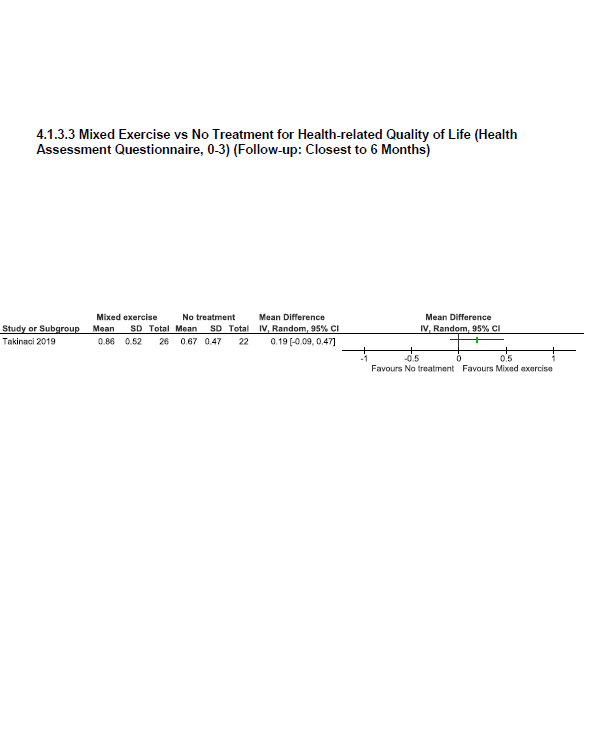 4.1.3.3 Mixed Exercise vs No Treatment for Health-related Quality of Life (Health
Assessment Questionnaire, 0-3) (Follow-up: Closest to 6 Months)
Mixed exercise No treatment Mean Difference Mean Difference
Study or Subgroup Mean SD Total Mean SD Total IV, Random, 95% CI IV, Random, 95% CI
Takinaci 2019 0.86 0.52 26 0.67 0.47 22 0.19 [-0.09, 0.47]
-1 -0.5 0 0.5 1
Favours No treatment Favours Mixed exercise